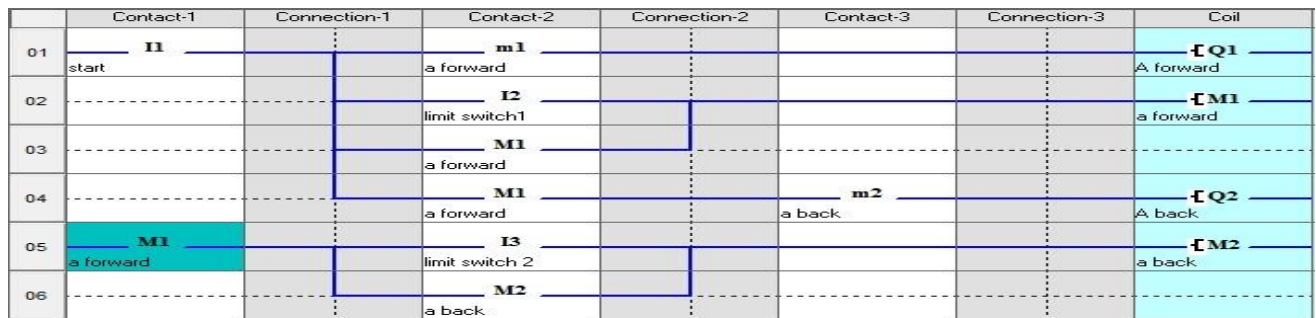 Contact-1 Connection-1 Contact-2 Connection-2 Contact-3 Connection-3 Coil
01 I1 m1 [Q1
start a forward A forward
02 I2 [M1
limit switch1 a forward
03 M1
a forward
04 M1 m2 [Q2
a forward a back A back
05 M1 I3 [M2
a forward limit switch 2 a back
06 M2
a back